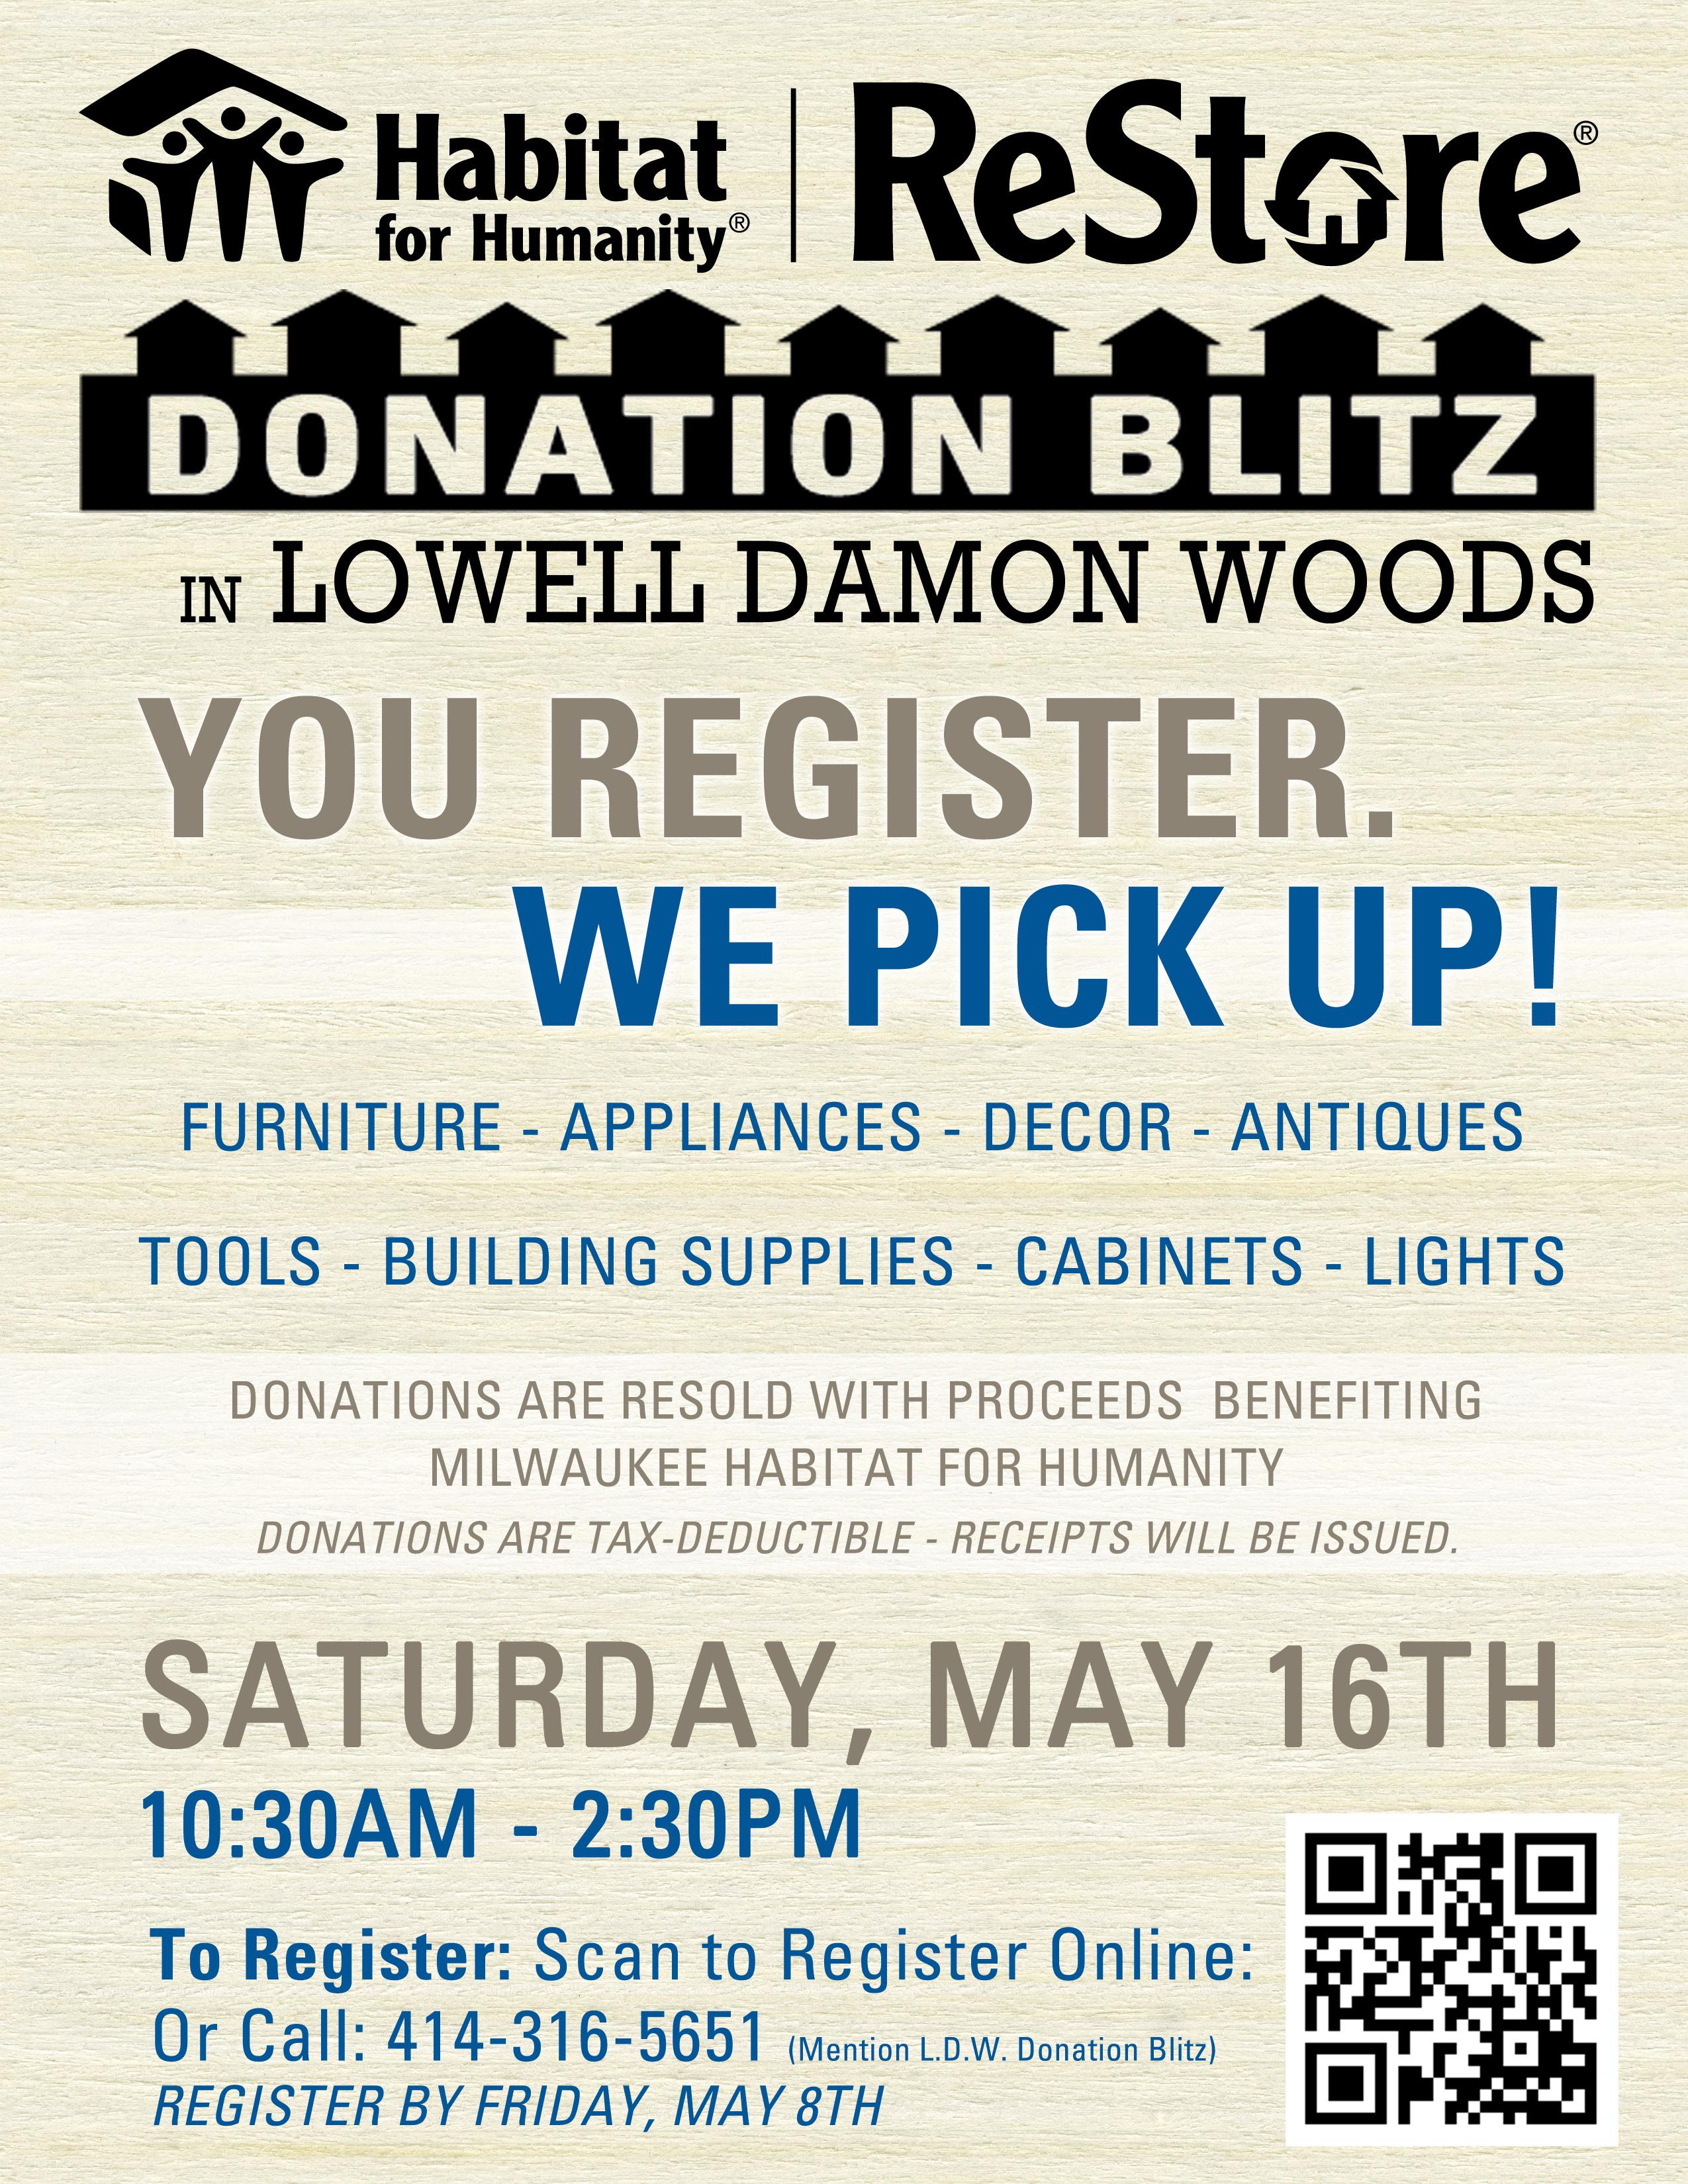 Habitat for Humanity® | ReStore®
DONATION BLITZ
IN LOWELL DAMON WOODS
YOU REGISTER.
WE PICK UP!
FURNITURE - APPLIANCES - DECOR - ANTIQUES
TOOLS - BUILDING SUPPLIES - CABINETS - LIGHTS
DONATIONS ARE RESOLD WITH PROCEEDS BENEFITING
MILWAUKEE HABITAT FOR HUMANITY
DONATIONS ARE TAX-DEDUCTIBLE - RECEIPTS WILL BE ISSUED.
SATURDAY, MAY 16TH
10:30AM - 2:30PM
To Register: Scan to Register Online:
Or Call: 414-316-5651 (Mention L.D.W. Donation Blitz)
REGISTER BY FRIDAY, MAY 8TH